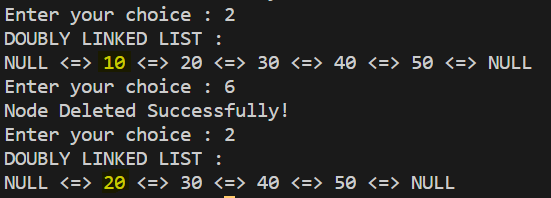 Enter your choice : 2
DOUBLY LINKED LIST :
NULL <=> 10 <=> 20 <=> 30 <=> 40 <=> 50 <=> NULL
Enter your choice : 6
Node Deleted Successfully!
Enter your choice : 2
DOUBLY LINKED LIST :
NULL <=> 20 <=> 30 <=> 40 <=> 50 <=> NULL